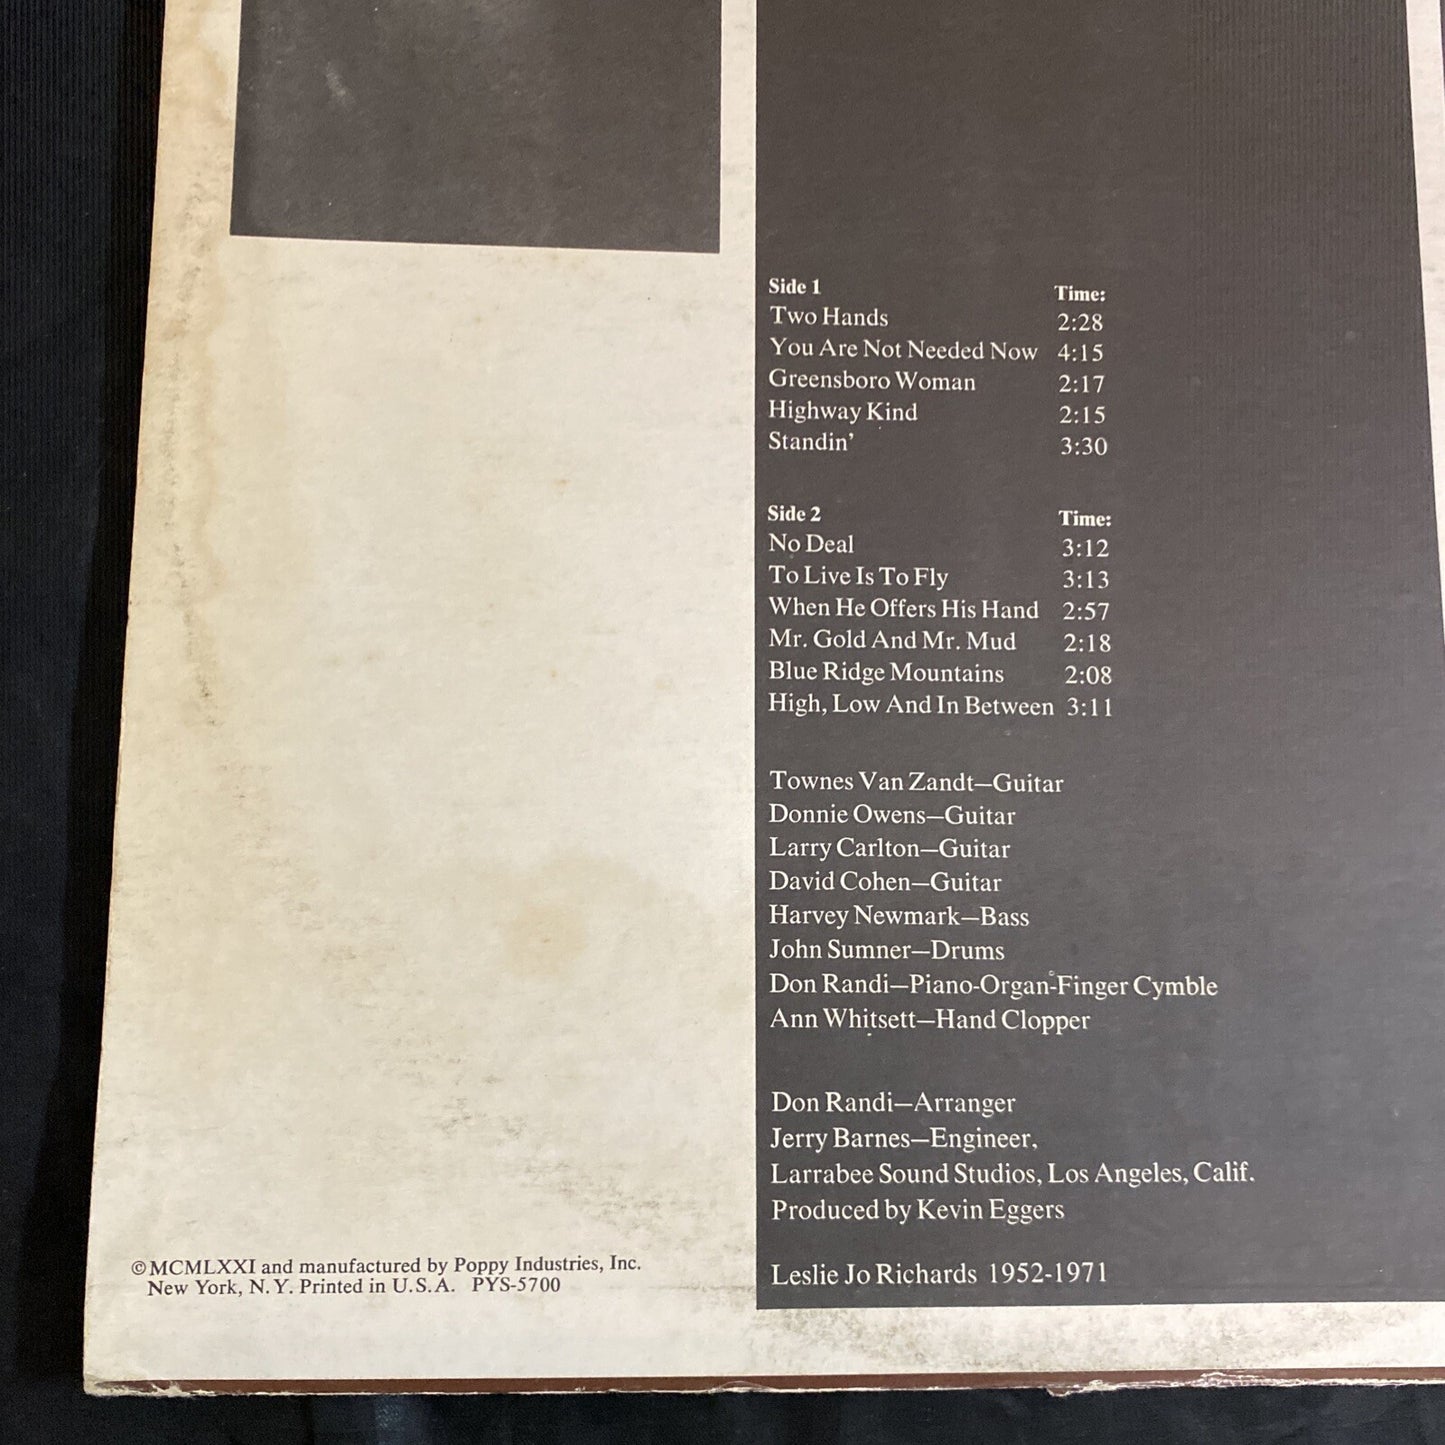 Side 1 Time:
Two Hands 2:28
You Are Not Needed Now 4:15
Greensboro Woman 2:17
Highway Kind 2:15
Standin' 3:30
Side 2 Time:
No Deal 3:12
To Live Is To Fly 3:13
When He Offers His Hand 2:57
Mr. Gold And Mr. Mud 2:18
Blue Ridge Mountains 2:08
High, Low And In Between 3:11
Townes Van Zandt—Guitar
Donnie Owens—Guitar
Larry Carlton—Guitar
David Cohen—Guitar
Harvey Newmark—Bass
John Sumner—Drums
Don Randi—Piano-Organ-Finger Cymble
Ann Whitsett—Hand Clopper
Don Randi—Arranger
Jerry Barnes—Engineer,
Larrabee Sound Studios, Los Angeles, Calif.
Produced by Kevin Eggers
Leslie Jo Richards 1952-1971
©MCMLXXI and manufactured by Poppy Industries, Inc.
New York, N.Y. Printed in U.S.A. PYS-5700